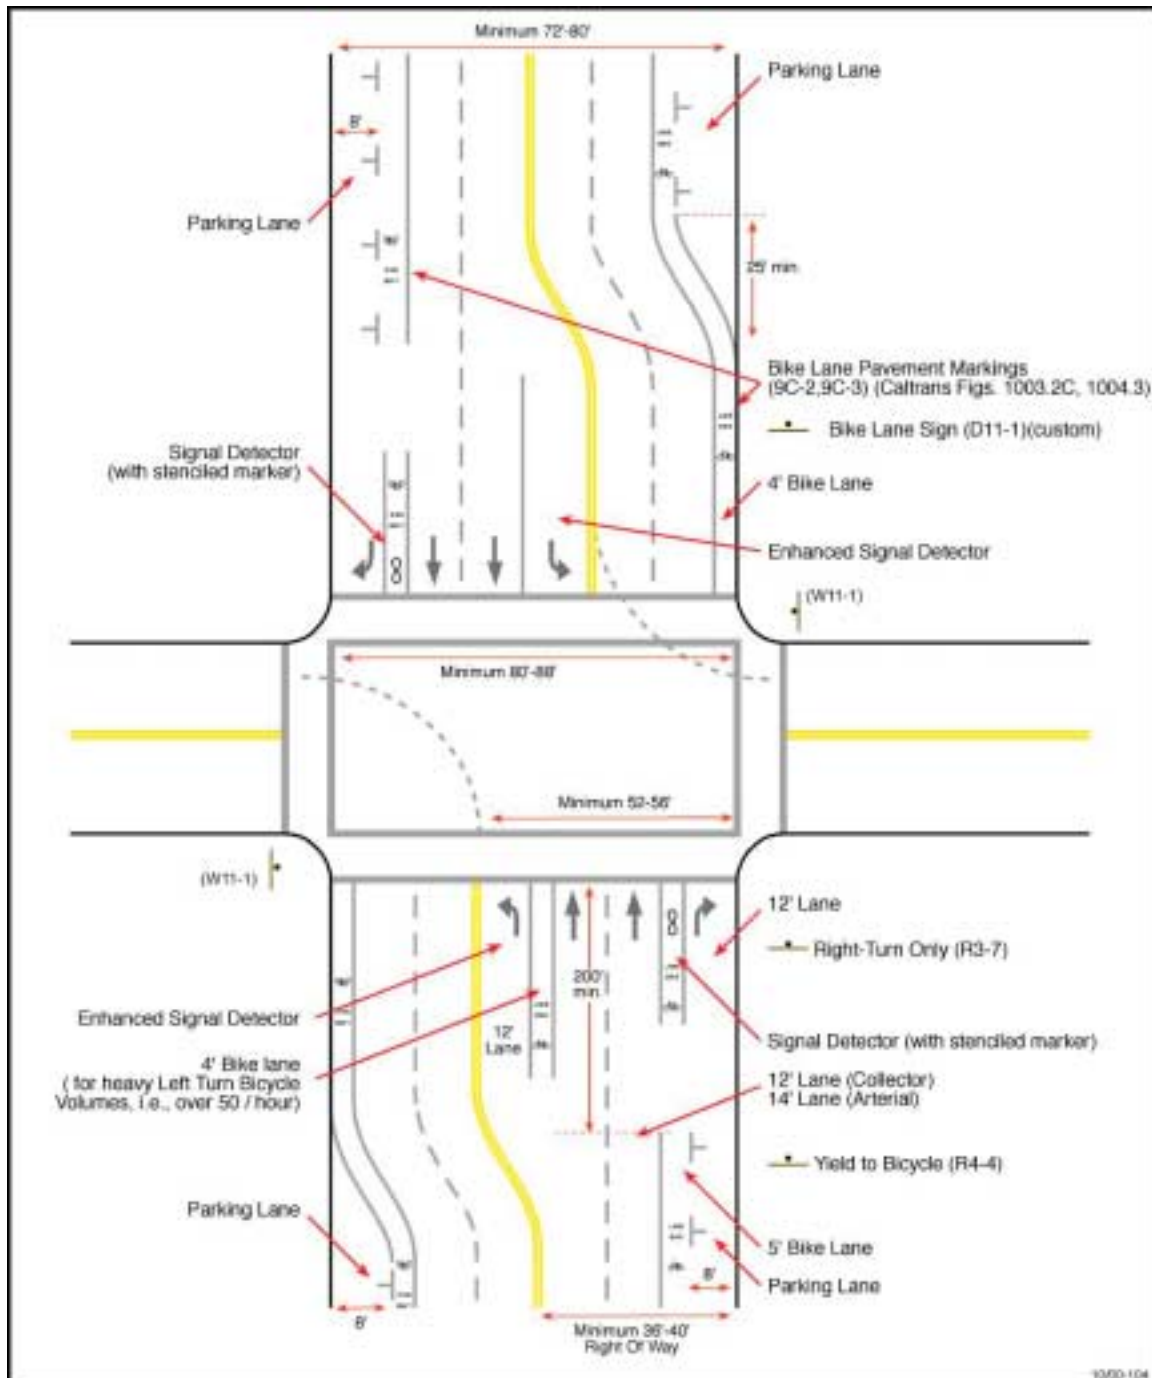 Minimum 72'-80'
Parking Lane
8'
Parking Lane
25' min.
Bike Lane Pavement Markings
(9C-2,9C-3) (Caltrans Figs. 1003.2C, 1004.3)
Bike Lane Sign (D11-1)(custom)
Signal Detector
(with stenciled marker)
4' Bike Lane
Enhanced Signal Detector
(W11-1)
Minimum 80'-88'
Minimum 52-56'
(W11-1)
12' Lane
Right-Turn Only (R3-7)
200'
min.
Enhanced Signal Detector
12'
Lane
Signal Detector (with stenciled marker)
4' Bike lane
( for heavy Left Turn Bicycle
Volumes, i.e., over 50 / hour)
12' Lane (Collector)
14' Lane (Arterial)
Yield to Bicycle (R4-4)
Parking Lane
5' Bike Lane
8'
Parking Lane
8'
Minimum 36'-40'
Right Of Way